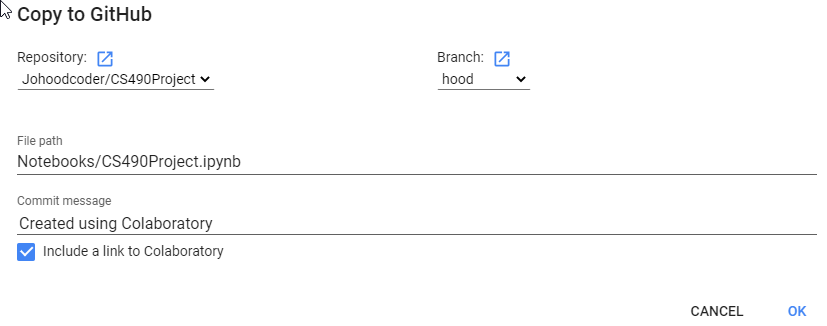 Copy to GitHub
Repository: Branch:
Johoodcoder/CS490Project hood
File path
Notebooks/CS490Project.ipynb
Commit message
Created using Colaboratory
Include a link to Colaboratory
CANCEL OK